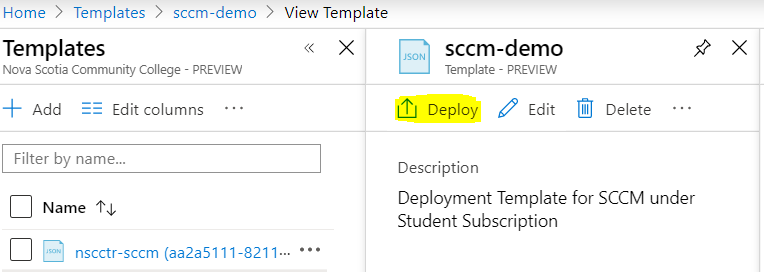 Home > Templates > sccm-demo > View Template
Templates
Nova Scotia Community College - PREVIEW
+ Add Edit columns ...
Filter by name...
Name ↑↓
JSON nscctr-sccm (aa2a5111-8211··· •••
JSON sccm-demo
Template - PREVIEW
Deploy Edit Delete ...
Description
Deployment Template for SCCM under
Student Subscription